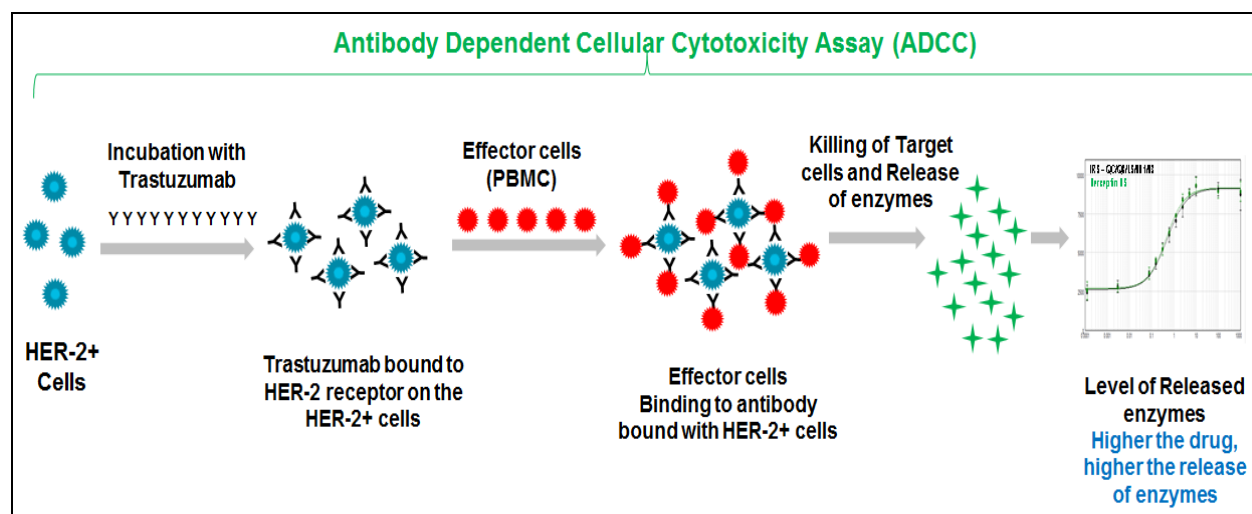 Antibody Dependent Cellular Cytotoxicity Assay (ADCC)
Incubation with
Trastuzumab
Y Y Y Y Y Y Y Y Y Y Y
Effector cells
(PBMC)
Killing of Target
cells and Release
of enzymes
HER-2+
Cells
Trastuzumab bound to
HER-2 receptor on the
HER-2+ cells
Effector cells
Binding to antibody
bound with HER-2+ cells
Level of Released
enzymes
Higher the drug,
higher the release
of enzymes